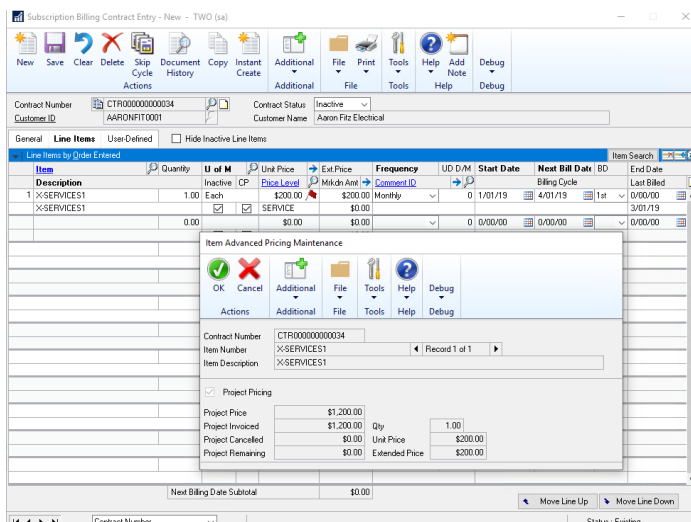 Subscription Billing Contract Entry - New - TWO (sa)
New Save Clear Delete Skip Cycle Document History Copy Instant Create Additional File Print Tools Help Add Note Debug
Actions Additional File Tools Help Debug
Contract Number CTR000000000034 Contract Status Inactive
Customer ID AARONFIT0001 Customer Name Aaron Fitz Electrical
General Line Items User-Defined Hide Inactive Line Items
Line Items by Order Entered Item Search
Item Quantity U of M Unit Price Ext.Price Frequency UD D/M Start Date Next Bill Date BD End Date
Description Inactive CP Price Level Mrkdn Amt Comment ID Billing Cycle Last Billed
1 X-SERVICES1 1.00 Each $200.00 $200.00 Monthly 0 1/01/19 4/01/19 1st 0/00/00
X-SERVICES1 SERVICE $0.00 3/01/19
0.00 $0.00 $0.00 0 0/00/00 0/00/00 0/00/00
Item Advanced Pricing Maintenance
OK Cancel Additional File Tools Help Debug
Actions Additional File Tools Help Debug
Contract Number CTR000000000034
Item Number X-SERVICES1 Record 1 of 1
Item Description X-SERVICES1
Project Pricing
Project Price $1,200.00
Project Invoiced $1,200.00 Qty 1.00
Project Cancelled $0.00 Unit Price $200.00
Project Remaining $0.00 Extended Price $200.00
Next Billing Date Subtotal $0.00
Move Line Up Move Line Down
Contract Number Status: Existing